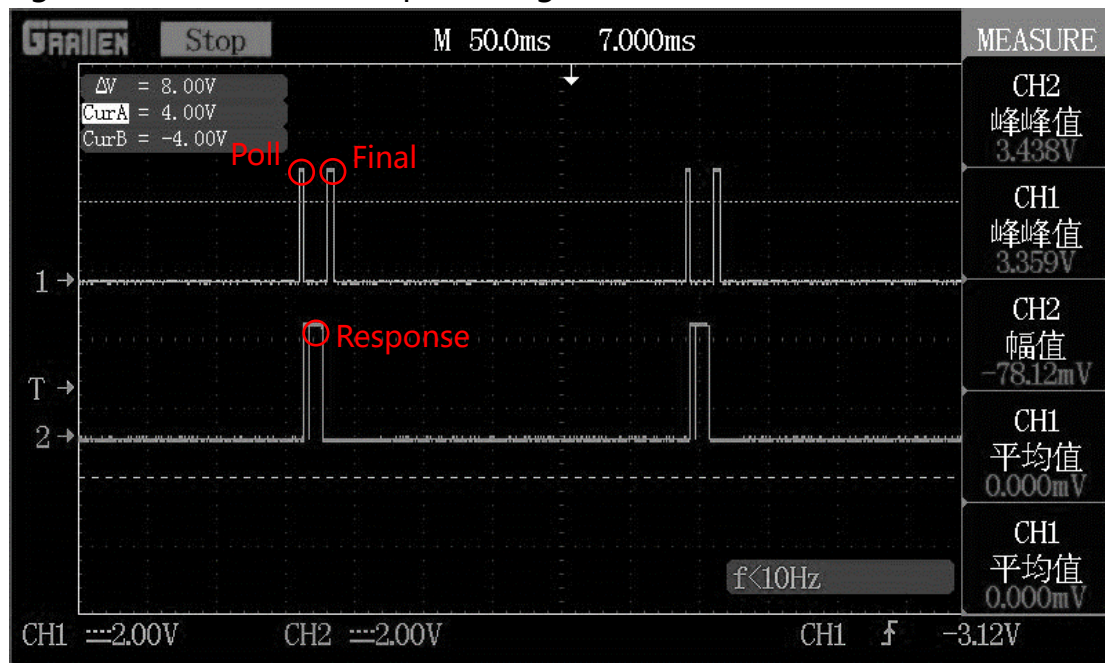 GRATTEN Stop M 50.0ms 7.000ms MEASURE
ΔV = 8.00V
CurA = 4.00V
CurB = -4.00V
Poll
Final
1
Response
T
2
f<10Hz
CH2
峰峰值
3.438V
CH1
峰峰值
3.359V
CH2
幅值
-78.12mV
CH1
平均值
0.000mV
CH1
平均值
0.000mV
CH1 2.00V CH2 2.00V CH1 -3.12V